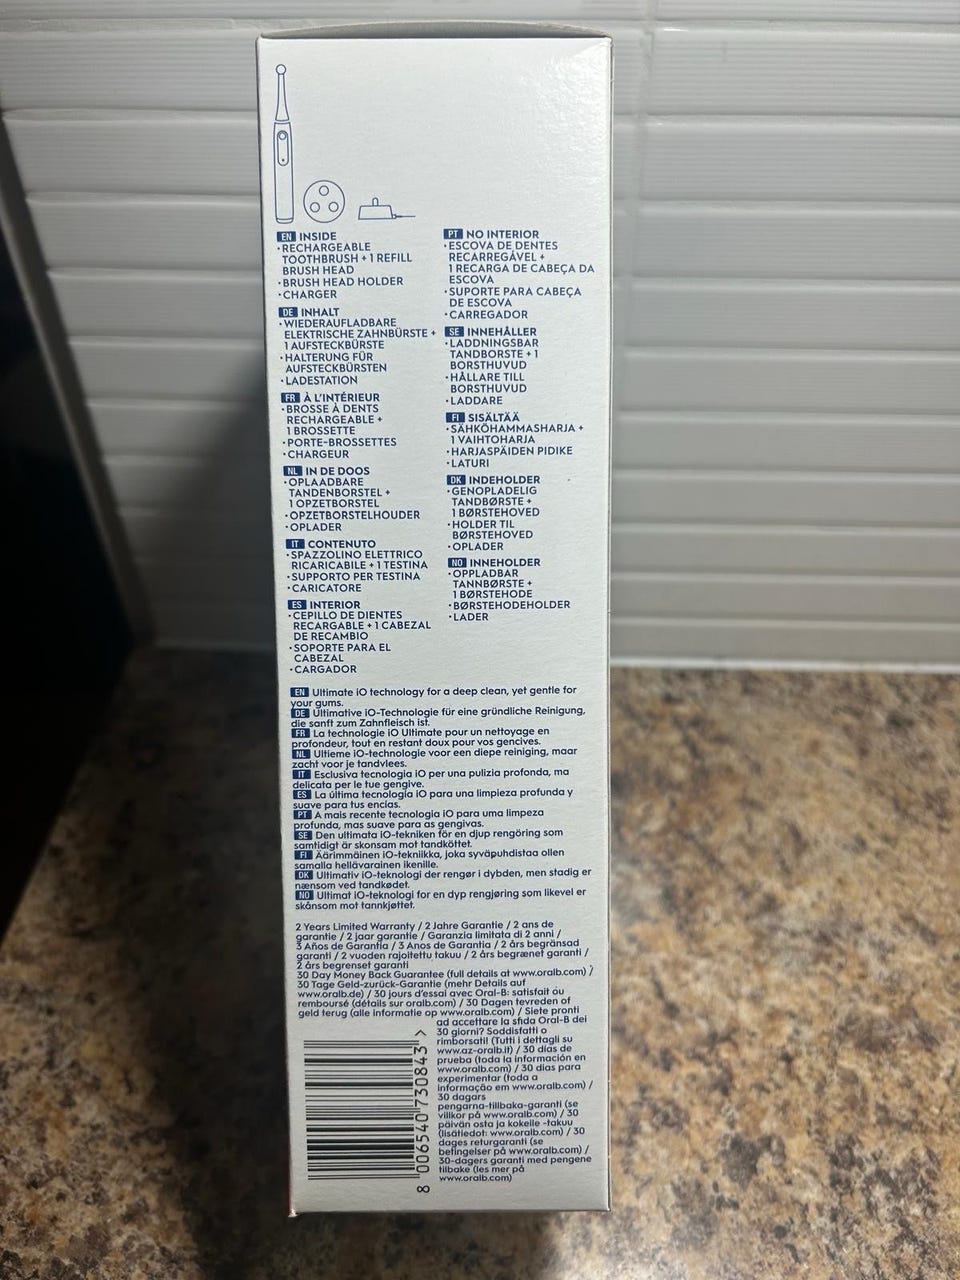 EN INSIDE
•RECHARGEABLE
TOOTHBRUSH + 1 REFILL
BRUSH HEAD
•BRUSH HEAD HOLDER
•CHARGER
DE INHALT
•WIEDERAUFLADBARE
ELEKTRISCHE ZAHNBÜRSTE +
1 AUFSTECKBÜRSTE
•HALTERUNG FÜR
AUFSTECKBÜRSTEN
•LADESTATION
FR À L'INTÉRIEUR
•BROSSE À DENTS
RECHARGEABLE +
1 BROSSETTE
•PORTE-BROSSETTES
•CHARGEUR
NL IN DE DOOS
•OPLAADBARE
TANDENBORSTEL +
1 OPZETBORSTEL
•OPZETBORSTELHOUDER
•OPLADER
IT CONTENUTO
•SPAZZOLINO ELETTRICO
RICARICABILE + 1 TESTINA
•SUPPORTO PER TESTINA
•CARICATORE
ES INTERIOR
•CEPILLO DE DIENTES
RECARGABLE + 1 CABEZAL
DE RECAMBIO
•SOPORTE PARA EL
CABEZAL
•CARGADOR
PT NO INTERIOR
•ESCOVA DE DENTES
RECARREGÁVEL +
1 RECARGA DE CABEÇA DA
ESCOVA
•SUPORTE PARA CABEÇA
DE ESCOVA
•CARREGADOR
SE INNEHÅLLER
•LADDNINGSBAR
TANDBORSTE + 1
BORSTHUVUD
•HÅLLARE TILL
BORSTHUVUD
•LADDARE
FI SISÄLTÄÄ
•SÄHKÖHAMMASHARJA +
1 VAIHTOHARJA
•HARJASPÄIDEN PIDIKE
•LATURI
DK INDEHOLDER
•GENOPLADELIG
TANDBØRSTE +
1 BØRSTEHOVED
•HOLDER TIL
BØRSTEHOVED
•OPLADER
NO INNEHOLDER
•OPPLADBAR
TANNBØRSTE +
1 BØRSTEHODE
•BØRSTEHODEHOLDER
•LADER
EN Ultimate iO technology for a deep clean, yet gentle for
your gums.
DE Ultimative iO-Technologie für eine gründliche Reinigung,
die sanft zum Zahnfleisch ist.
FR La technologie iO Ultimate pour un nettoyage en
profondeur, tout en restant doux pour vos gencives.
NL Ultieme iO-technologie voor een diepe reiniging, maar
zacht voor je tandvlees.
IT Esclusiva tecnologia iO per una pulizia profonda, ma
delicata per le tue gengive.
ES La última tecnología iO para una limpieza profunda y
suave para tus encías.
PT A mais recente tecnologia iO para uma limpeza
profunda, mas suave para as gengivas.
SE Den ultimata iO-tekniken för en djup rengöring som
samtidigt är skonsam mot tandköttet.
FI Äärimmäinen iO-tekniikka, joka syväpuhdistaa ollen
samalla hellävarainen ikenille.
DK Ultimativ iO-teknologi der rengør i dybden, men stadig er
nænsom ved tandkødet.
NO Ultimat iO-teknologi for en dyp rengjøring som likevel er
skånsom mot tannkjøttet.
2 Years Limited Warranty / 2 Jahre Garantie / 2 ans de
garantie / 2 jaar garantie / Garanzia limitata di 2 anni /
3 Años de Garantía / 3 Anos de Garantia / 2 års begränsad
garanti / 2 vuoden rajoitettu takuu / 2 års begrænset garanti /
2 års begrenset garanti
30 Day Money Back Guarantee (full details at www.oralb.com) /
30 Tage Geld-zurück-Garantie (mehr Details auf
www.oralb.de) / 30 jours d'essai avec Oral-B: satisfait ou
remboursé (détails sur oralb.com) / 30 Dagen tevreden of
geld terug (alle informatie op www.oralb.com) / Siete pronti
ad accettare la sfida Oral-B dei
30 giorni? Soddisfatti o
rimborsati! (Tutti i dettagli su
www.az-oralb.it) / 30 días de
prueba (toda la información en
www.oralb.com) / 30 dias para
experimentar (toda a
informação em www.oralb.com) /
30 dagars
pengarna-tillbaka-garanti (se
villkor på www.oralb.com) / 30
päivän osta ja kokelle -takuu
(lisätiedot: www.oralb.com) / 30
dages returgaranti (se
betingelser på www.oralb.com) /
30-dagers garanti med pengene
tilbake (les mer på
www.oralb.com)
8 006540 730843 >